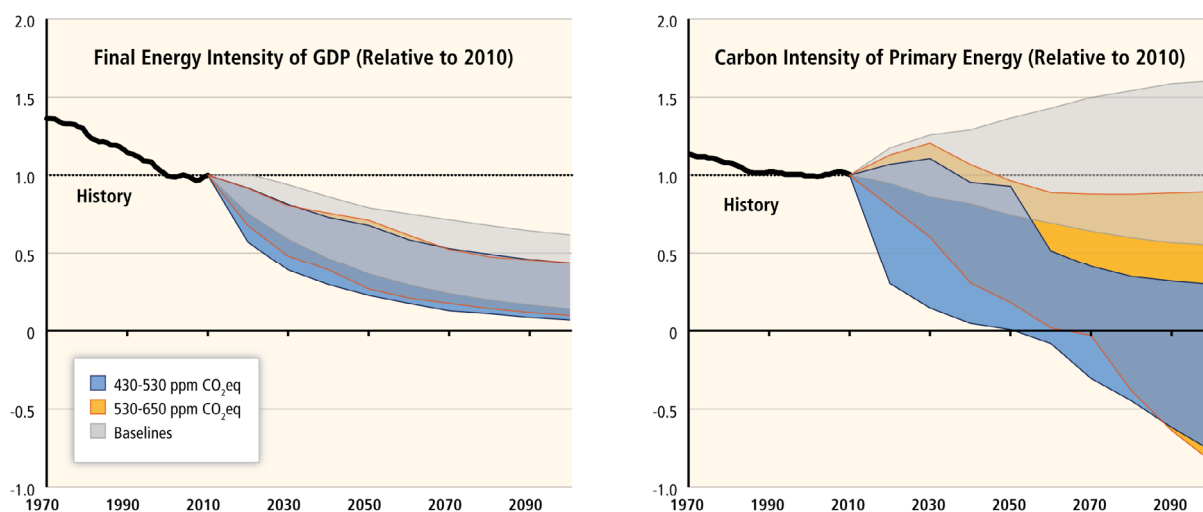 Final Energy Intensity of GDP (Relative to 2010)
2.0
1.5
1.0
0.5
0
-0.5
-1.0
History
430-530 ppm CO₂eq
530-650 ppm CO₂eq
Baselines
1970 1990 2010 2030 2050 2070 2090
Carbon Intensity of Primary Energy (Relative to 2010)
2.0
1.5
1.0
0.5
0
-0.5
-1.0
History
1970 1990 2010 2030 2050 2070 2090